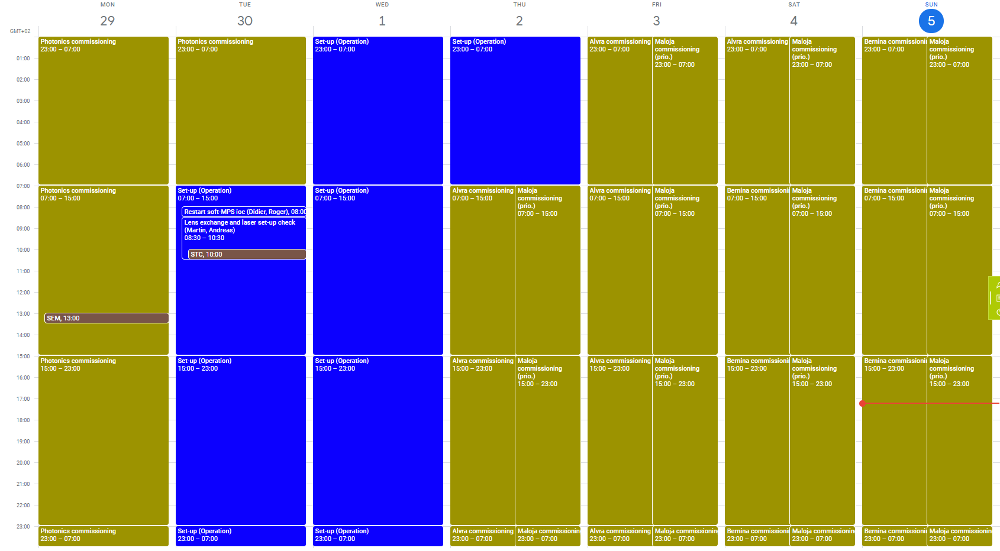 MON
TUE
WED
THU
FRI
SAT
SUN
29
30
1
2
3
4
5
GMT+02
01:00
02:00
03:00
04:00
05:00
06:00
07:00
08:00
09:00
10:00
11:00
12:00
13:00
14:00
15:00
16:00
17:00
18:00
19:00
20:00
21:00
22:00
23:00
Photonics commissioning
23:00 – 07:00
Photonics commissioning
07:00 – 15:00
SEM, 13:00
Photonics commissioning
15:00 – 23:00
Photonics commissioning
23:00 – 07:00
Photonics commissioning
23:00 – 07:00
Set-up (Operation)
07:00 – 15:00
Restart soft-MPS ioc (Didier, Roger), 08:00
Lens exchange and laser set-up check
(Martin, Andreas)
08:30 – 10:30
STC, 10:00
Set-up (Operation)
15:00 – 23:00
Set-up (Operation)
23:00 – 07:00
Set-up (Operation)
23:00 – 07:00
Set-up (Operation)
07:00 – 15:00
Set-up (Operation)
15:00 – 23:00
Set-up (Operation)
23:00 – 07:00
Set-up (Operation)
23:00 – 07:00
Alvra commissioning
07:00 – 15:00
Maloja
commissioning
(prio.)
07:00 – 15:00
Alvra commissioning
15:00 – 23:00
Maloja
commissioning
(prio.)
15:00 – 23:00
Alvra commissioning
23:00 – 07:00
Maloja commissionin
23:00 – 07:00
Alvra commissioning
23:00 – 07:00
Maloja
commissioning
(prio.)
23:00 – 07:00
Alvra commissioning
07:00 – 15:00
Maloja
commissioning
(prio.)
07:00 – 15:00
Alvra commissioning
15:00 – 23:00
Maloja
commissioning
(prio.)
15:00 – 23:00
Alvra commissioning
23:00 – 07:00
Maloja commissionin
23:00 – 07:00
Alvra commissioning
23:00 – 07:00
Maloja
commissioning
(prio.)
23:00 – 07:00
Bernina commissionin
07:00 – 15:00
Maloja
commissioning
(prio.)
07:00 – 15:00
Bernina commissionin
15:00 – 23:00
Maloja
commissioning
(prio.)
15:00 – 23:00
Bernina commissionin
23:00 – 07:00
Maloja commissionin
23:00 – 07:00
Bernina commissionin
23:00 – 07:00
Maloja
commissioning
(prio.)
23:00 – 07:00
Bernina commissionin
07:00 – 15:00
Maloja
commissioning
(prio.)
07:00 – 15:00
Bernina commissionin
15:00 – 23:00
Maloja
commissioning
(prio.)
15:00 – 23:00
Bernina commissionin
23:00 – 07:00
Maloja commissionin
23:00 – 07:00